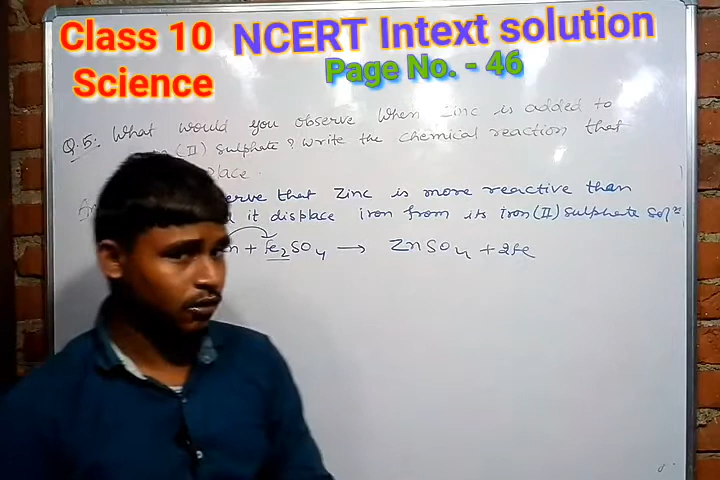 Class 10 NCERT Intext solution
Science Page No. - 46
Q.5:- What would you observe when zinc is added to
(II) sulphate? Write the chemical reaction that
place.
serve that Zinc is more reactive than
it displace iron from its iron (II) sulphate solⁿ
n + Fe₂SO₄ → ZnSO₄ + 2Fe